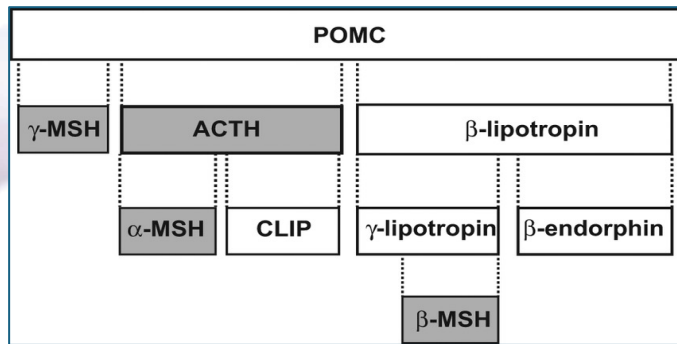 POMC
γ-MSH ACTH β-lipotropin
α-MSH CLIP γ-lipotropin β-endorphin
β-MSH